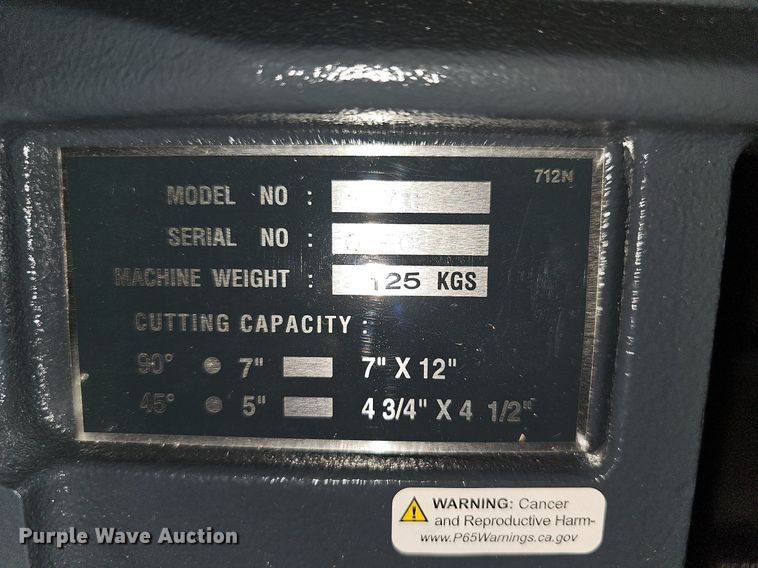 712N
MODEL NO :
SERIAL NO :
MACHINE WEIGHT : 125 KGS
CUTTING CAPACITY :
90° ● 7" 7" X 12"
45° ● 5" 4 3/4" X 4 1/2"
WARNING: Cancer
and Reproductive Harm-
www.P65Warnings.ca.gov
Purple Wave Auction